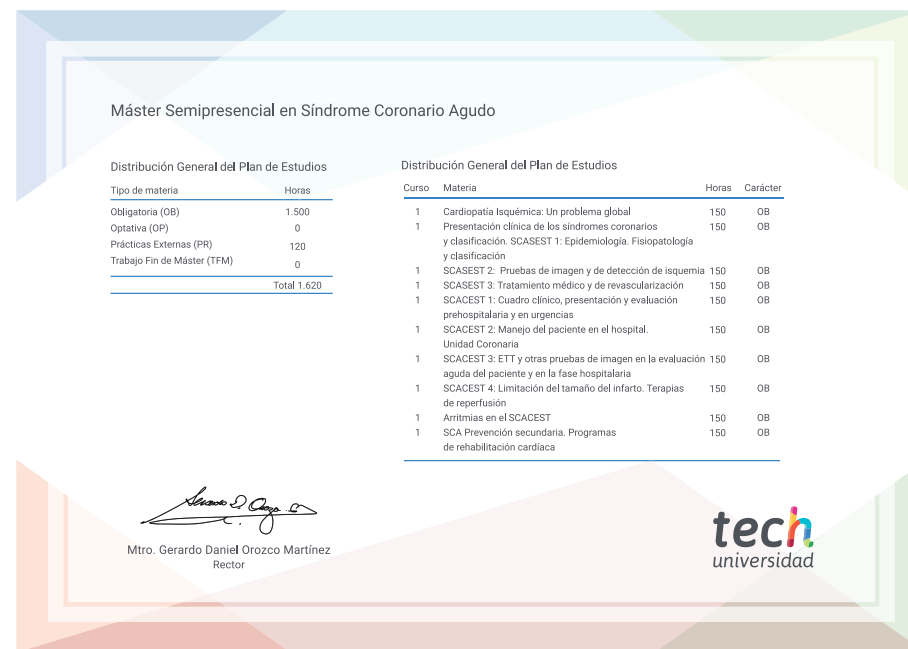 Máster Semipresencial en Síndrome Coronario Agudo
Distribución General del Plan de Estudios
Tipo de materia Horas
Obligatoria (OB) 1.500
Optativa (OP) 0
Prácticas Externas (PR) 120
Trabajo Fin de Máster (TFM) 0
Total 1.620
Distribución General del Plan de Estudios
Curso Materia Horas Carácter
1 Cardiopatía Isquémica: Un problema global 150 OB
1 Presentación clínica de los síndromes coronarios 150 OB
y clasificación. SCASEST 1: Epidemiología. Fisiopatología
y clasificación
1 SCASEST 2: Pruebas de imagen y de detección de isquemia 150 OB
1 SCASEST 3: Tratamiento médico y de revascularización 150 OB
1 SCACEST 1: Cuadro clínico, presentación y evaluación 150 OB
prehospitalaria y en urgencias
1 SCACEST 2: Manejo del paciente en el hospital. 150 OB
Unidad Coronaria
1 SCACEST 3: ETT y otras pruebas de imagen en la evaluación 150 OB
aguda del paciente y en la fase hospitalaria
1 SCACEST 4: Limitación del tamaño del infarto. Terapias 150 OB
de reperfusión
1 Arritmias en el SCACEST 150 OB
1 SCA Prevención secundaria. Programas 150 OB
de rehabilitación cardíaca
Mtro. Gerardo Daniel Orozco Martínez
Rector
tech
universidad